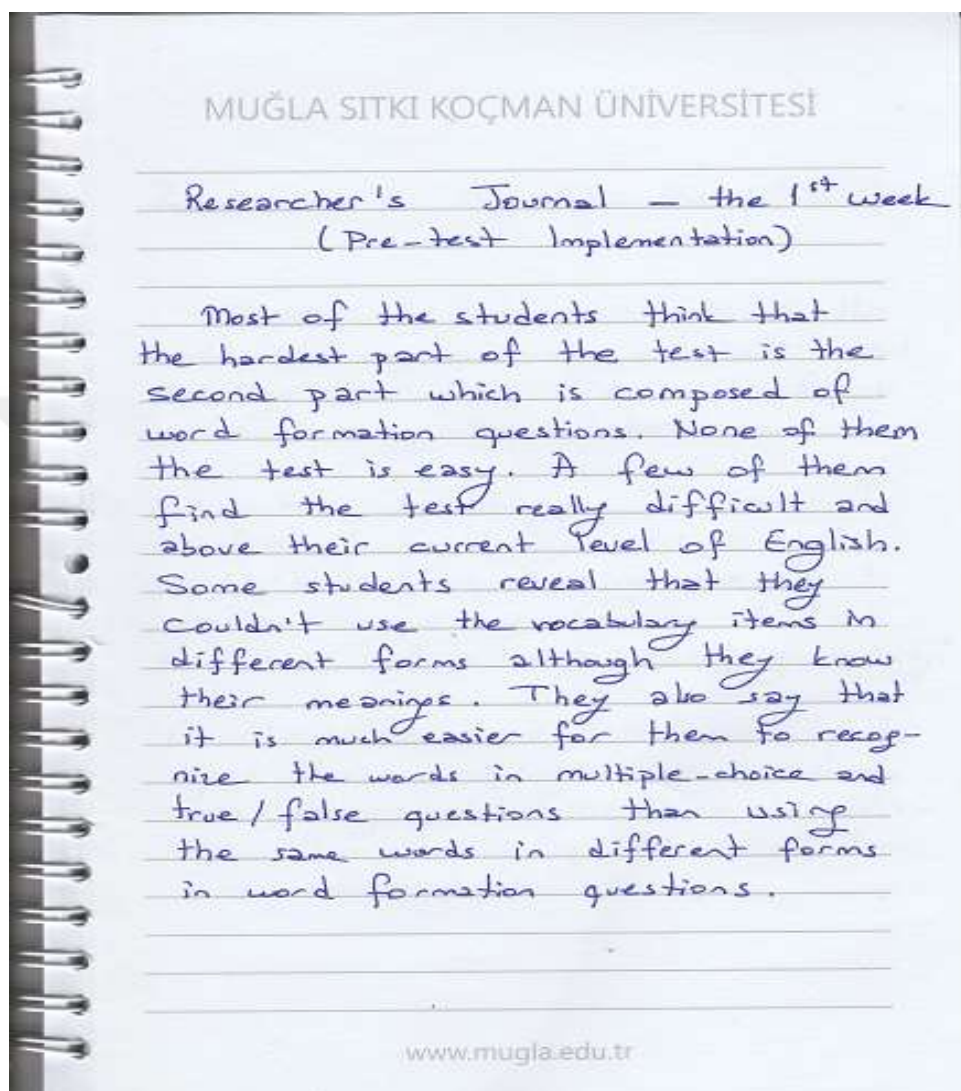 MUĞLA SITKI KOÇMAN ÜNİVERSİTESİ
Researcher's Journal – the 1st week
(Pre-test Implementation)
Most of the students think that
the hardest part of the test is the
second part which is composed of
word formation questions. None of them
the test is easy. A few of them
find the test really difficult and
above their current level of English.
Some students reveal that they
couldn't use the vocabulary items in
different forms although they know
their meanings. They also say that
it is much easier for them to recog-
nize the words in multiple-choice and
true/false questions than using
the same words in different forms
in word formation questions.
www.mugla.edu.tr